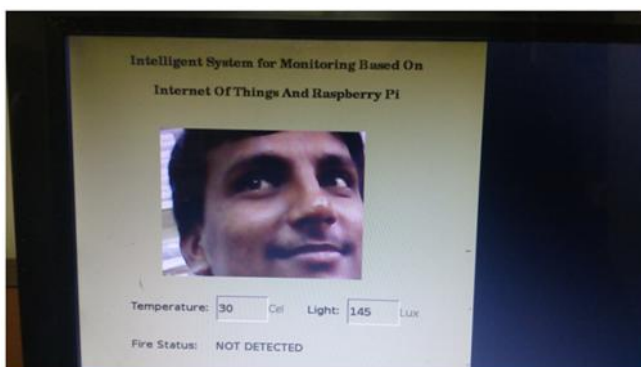 Intelligent System for Monitoring Based On
Internet Of Things And Raspberry Pi
Temperature: 30 Cel Light: 145 Lux
Fire Status: NOT DETECTED